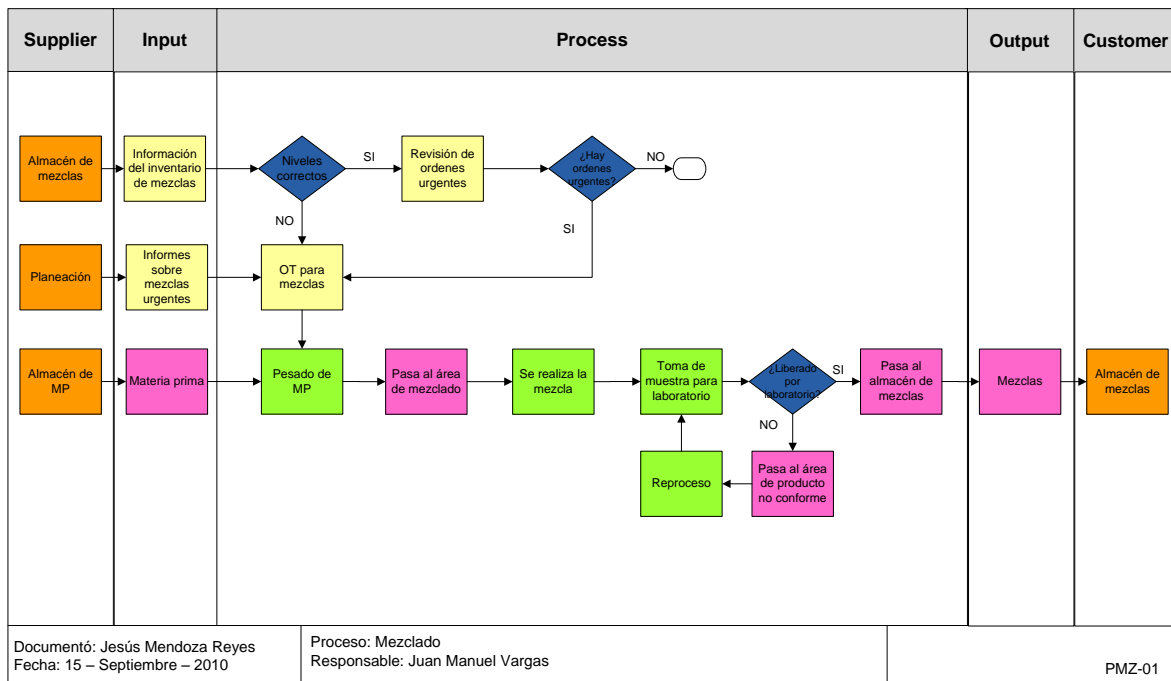 Supplier
Input
Process
Output
Customer
Almacén de
mezclas
Información
del inventario
de mezclas
Niveles
correctos
SI
Revisión de
ordenes
urgentes
¿Hay
ordenes
urgentes?
NO
NO
SI
Planeación
Informes
sobre
mezclas
urgentes
OT para
mezclas
Almacén de
MP
Materia prima
Pesado de
MP
Pasa al área
de mezclado
Se realiza la
mezcla
Toma de
muestra para
laboratorio
¿Liberado
por
laboratorio?
SI
Pasa al
almacén de
mezclas
Mezclas
Almacén de
mezclas
NO
Reproceso
Pasa al área
de producto
no conforme
Documentó: Jesús Mendoza Reyes
Fecha: 15 – Septiembre – 2010
Proceso: Mezclado
Responsable: Juan Manuel Vargas
PMZ-01